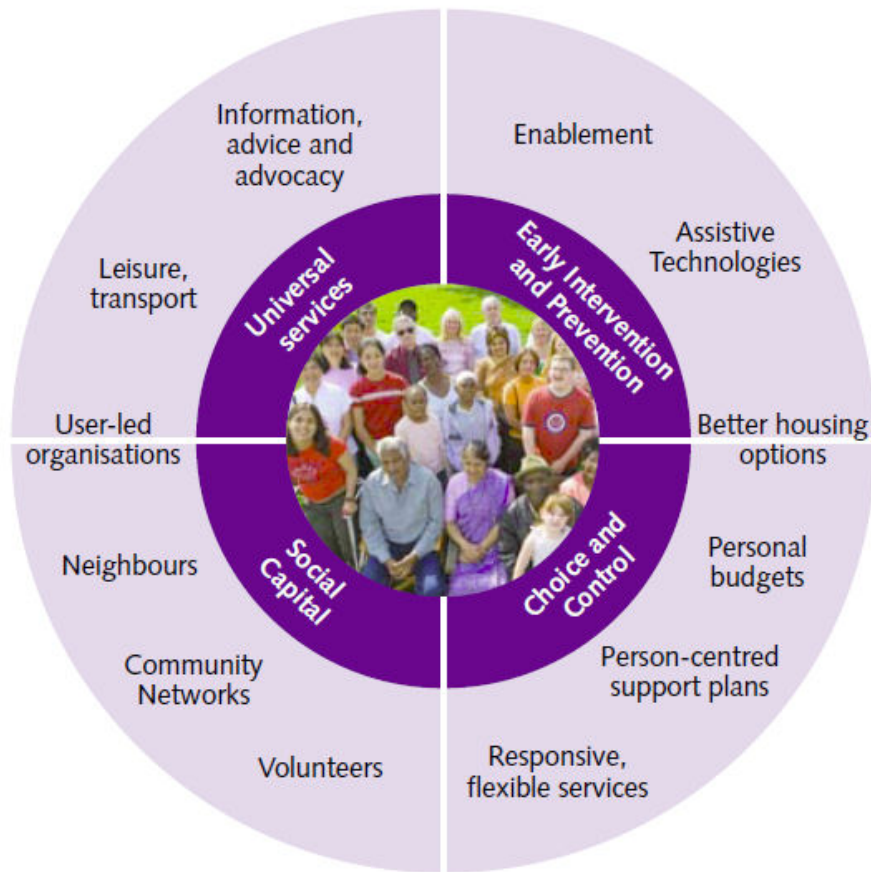 Information,
advice and
advocacy
Leisure,
transport
User-led
organisations
Universal
services
Enablement
Assistive
Technologies
Better housing
options
Early Intervention
and Prevention
Personal
budgets
Person-centred
support plans
Responsive,
flexible services
Choice and
Control
Neighbours
Community
Networks
Volunteers
Social
Capital